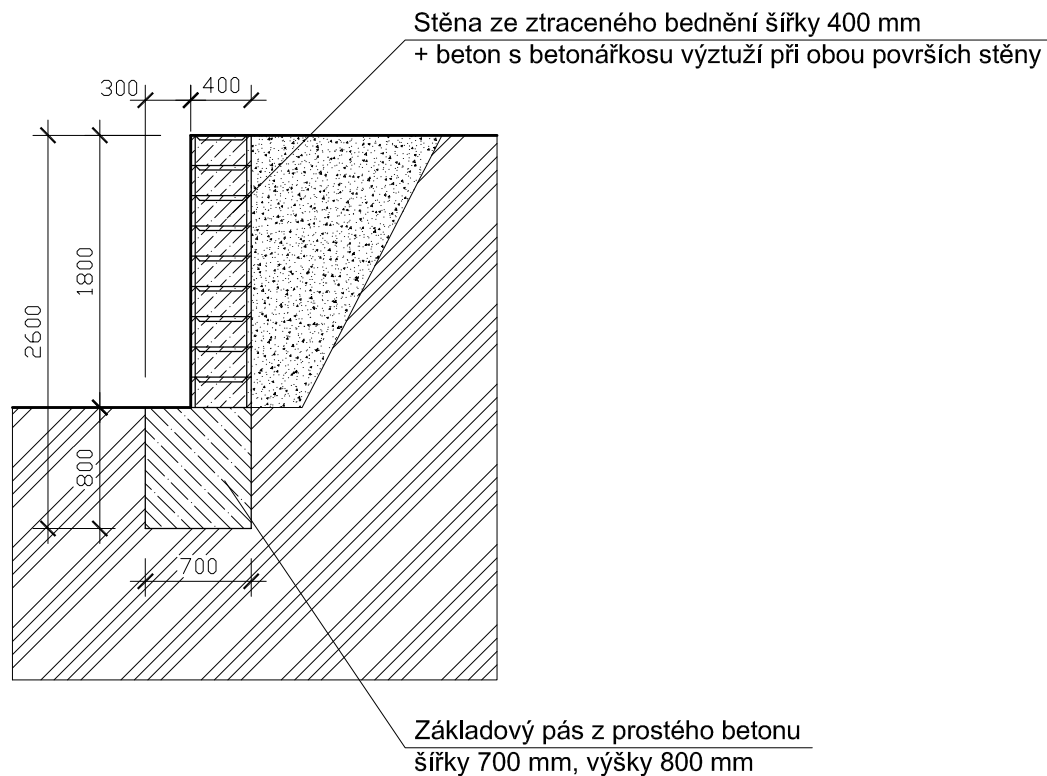 Stěna ze ztraceného bednění šířky 400 mm
+ beton s betonářkosu výztuží při obou površích stěny
300
400
2600
1800
800
700
Základový pás z prostého betonu
šířky 700 mm, výšky 800 mm